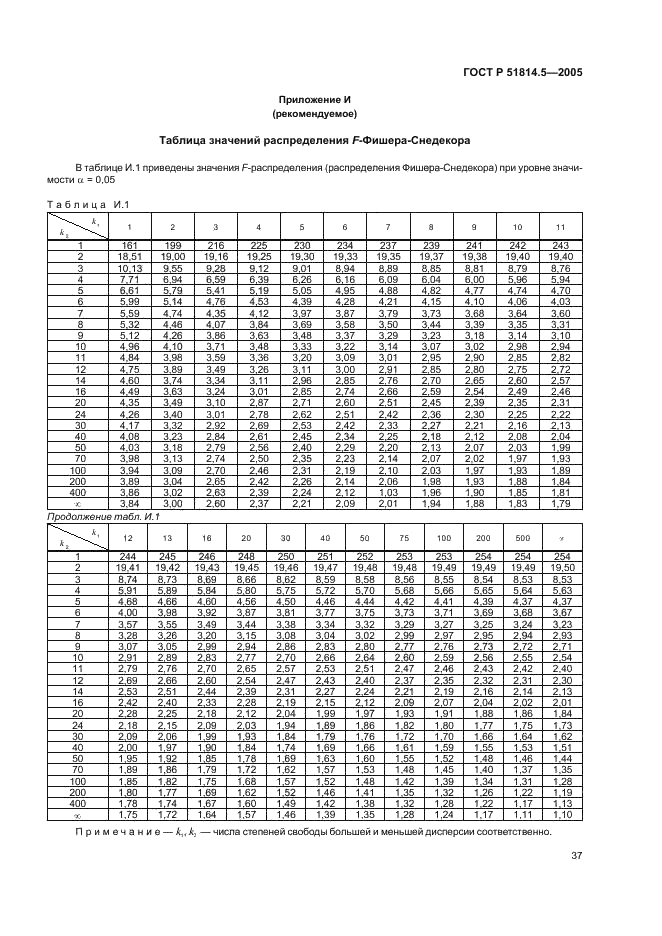 ГОСТ Р 51814.5—2005
Приложение И
(рекомендуемое)
Таблица значений распределения F-Фишера-Снедекора
В таблице И.1 приведены значения F-распределения (распределения Фишера-Снедекора) при уровне значи-
мости α = 0,05
Таблица И.1
k₁
k₂
1 2 3 4 5 6 7 8 9 10 11
1 161 199 216 225 230 234 237 239 241 242 243
2 18,51 19,00 19,16 19,25 19,30 19,33 19,35 19,37 19,38 19,40 19,40
3 10,13 9,55 9,28 9,12 9,01 8,94 8,89 8,85 8,81 8,79 8,76
4 7,71 6,94 6,59 6,39 6,26 6,16 6,09 6,04 6,00 5,96 5,94
5 6,61 5,79 5,41 5,19 5,05 4,95 4,88 4,82 4,77 4,74 4,70
6 5,99 5,14 4,76 4,53 4,39 4,28 4,21 4,15 4,10 4,06 4,03
7 5,59 4,74 4,35 4,12 3,97 3,87 3,79 3,73 3,68 3,64 3,60
8 5,32 4,46 4,07 3,84 3,69 3,58 3,50 3,44 3,39 3,35 3,31
9 5,12 4,26 3,86 3,63 3,48 3,37 3,29 3,23 3,18 3,14 3,10
10 4,96 4,10 3,71 3,48 3,33 3,22 3,14 3,07 3,02 2,98 2,94
11 4,84 3,98 3,59 3,36 3,20 3,09 3,01 2,95 2,90 2,85 2,82
12 4,75 3,89 3,49 3,26 3,11 3,00 2,91 2,85 2,80 2,75 2,72
14 4,60 3,74 3,34 3,11 2,96 2,85 2,76 2,70 2,65 2,60 2,57
16 4,49 3,63 3,24 3,01 2,85 2,74 2,66 2,59 2,54 2,49 2,46
20 4,35 3,49 3,10 2,87 2,71 2,60 2,51 2,45 2,39 2,35 2,31
24 4,26 3,40 3,01 2,78 2,62 2,51 2,42 2,36 2,30 2,25 2,22
30 4,17 3,32 2,92 2,69 2,53 2,42 2,33 2,27 2,21 2,16 2,13
40 4,08 3,23 2,84 2,61 2,45 2,34 2,25 2,18 2,12 2,08 2,04
50 4,03 3,18 2,79 2,56 2,40 2,29 2,20 2,13 2,07 2,03 1,99
70 3,98 3,13 2,74 2,50 2,35 2,23 2,14 2,07 2,02 1,97 1,93
100 3,94 3,09 2,70 2,46 2,31 2,19 2,10 2,03 1,97 1,93 1,89
200 3,89 3,04 2,65 2,42 2,26 2,14 2,06 1,98 1,93 1,88 1,84
400 3,86 3,02 2,63 2,39 2,24 2,12 1,03 1,96 1,90 1,85 1,81
∞ 3,84 3,00 2,60 2,37 2,21 2,09 2,01 1,94 1,88 1,83 1,79
Продолжение табл. И.1
k₁
k₂
12 13 16 20 30 40 50 75 100 200 500 ∞
1 244 245 246 248 250 251 252 253 253 254 254 254
2 19,41 19,42 19,43 19,45 19,46 19,47 19,48 19,48 19,49 19,49 19,49 19,50
3 8,74 8,73 8,69 8,66 8,62 8,59 8,58 8,56 8,55 8,54 8,53 8,53
4 5,91 5,89 5,84 5,80 5,75 5,72 5,70 5,68 5,66 5,65 5,64 5,63
5 4,68 4,66 4,60 4,56 4,50 4,46 4,44 4,42 4,41 4,39 4,37 4,37
6 4,00 3,98 3,92 3,87 3,81 3,77 3,75 3,73 3,71 3,69 3,68 3,67
7 3,57 3,55 3,49 3,44 3,38 3,34 3,32 3,29 3,27 3,25 3,24 3,23
8 3,28 3,26 3,20 3,15 3,08 3,04 3,02 2,99 2,97 2,95 2,94 2,93
9 3,07 3,05 2,99 2,94 2,86 2,83 2,80 2,77 2,76 2,73 2,72 2,71
10 2,91 2,89 2,83 2,77 2,70 2,66 2,64 2,60 2,59 2,56 2,55 2,54
11 2,79 2,76 2,70 2,65 2,57 2,53 2,51 2,47 2,46 2,43 2,42 2,40
12 2,69 2,66 2,60 2,54 2,47 2,43 2,40 2,37 2,35 2,32 2,31 2,30
14 2,53 2,51 2,44 2,39 2,31 2,27 2,24 2,21 2,19 2,16 2,14 2,13
16 2,42 2,40 2,33 2,28 2,19 2,15 2,12 2,09 2,07 2,04 2,02 2,01
20 2,28 2,25 2,18 2,12 2,04 1,99 1,97 1,93 1,91 1,88 1,86 1,84
24 2,18 2,15 2,09 2,03 1,94 1,89 1,86 1,82 1,80 1,77 1,75 1,73
30 2,09 2,06 1,99 1,93 1,84 1,79 1,76 1,72 1,70 1,66 1,64 1,62
40 2,00 1,97 1,90 1,84 1,74 1,69 1,66 1,61 1,59 1,55 1,53 1,51
50 1,95 1,92 1,85 1,78 1,69 1,63 1,60 1,55 1,52 1,48 1,46 1,44
70 1,89 1,86 1,79 1,72 1,62 1,57 1,53 1,48 1,45 1,40 1,37 1,35
100 1,85 1,82 1,75 1,68 1,57 1,52 1,48 1,42 1,39 1,34 1,31 1,28
200 1,80 1,77 1,69 1,62 1,52 1,46 1,41 1,35 1,32 1,26 1,22 1,19
400 1,78 1,74 1,67 1,60 1,49 1,42 1,38 1,32 1,28 1,22 1,17 1,13
∞ 1,75 1,72 1,64 1,57 1,46 1,39 1,35 1,28 1,24 1,17 1,11 1,10
Примечание — k₁, k₂ — числа степеней свободы большей и меньшей дисперсии соответственно.
37